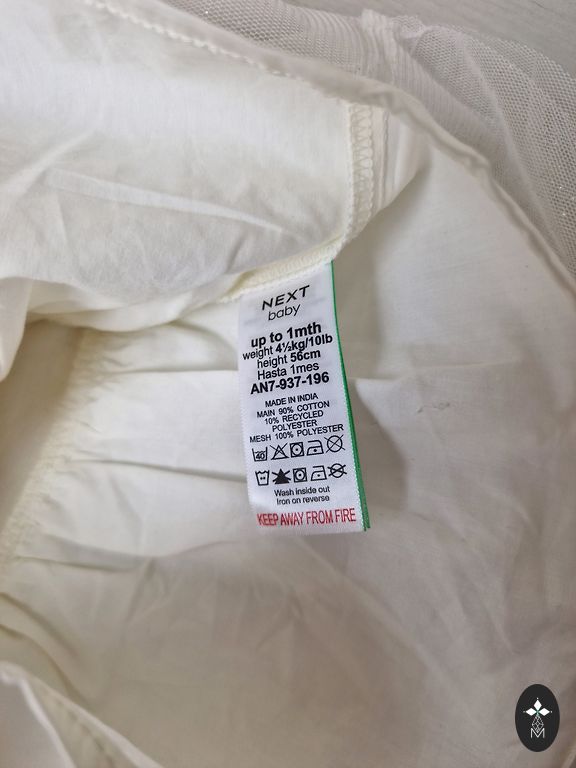 NEXT
baby
up to 1mth
weight 4½kg/10lb
height 56cm
Hasta 1mes
AN7-937-196
MADE IN INDIA
MAIN 90% COTTON
10% RECYCLED
POLYESTER
MESH 100% POLYESTER
40
Wash inside out
Iron on reverse
KEEP AWAY FROM FIRE
M